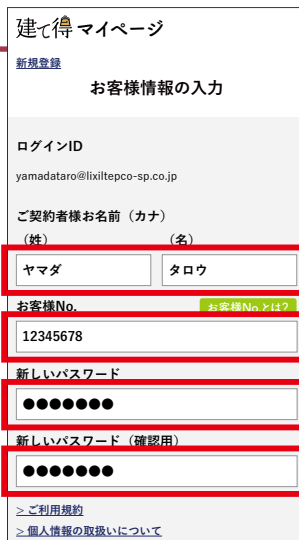 建て得 マイページ
新規登録
お客様情報の入力
ログインID
yamadataro@lixiltepco-sp.co.jp
ご契約者様お名前（カナ）
（姓） （名）
ヤマダ タロウ
お客様No. お客様No.とは?
12345678
新しいパスワード
●●●●●●●
新しいパスワード（確認用）
●●●●●●●
> ご利用規約
> 個人情報の取扱いについて